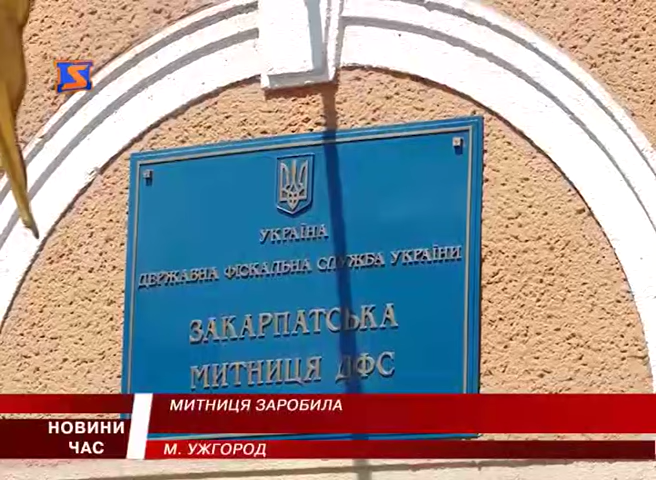 УКРАЇНА
ДЕРЖАВНА ФІСКАЛЬНА СЛУЖБА УКРАЇНИ
ЗАКАРПАТСЬКА
МИТНИЦЯ ДФС
МИТНИЦЯ ЗАРОБИЛА
НОВИНИ
ЧАС
М. УЖГОРОД